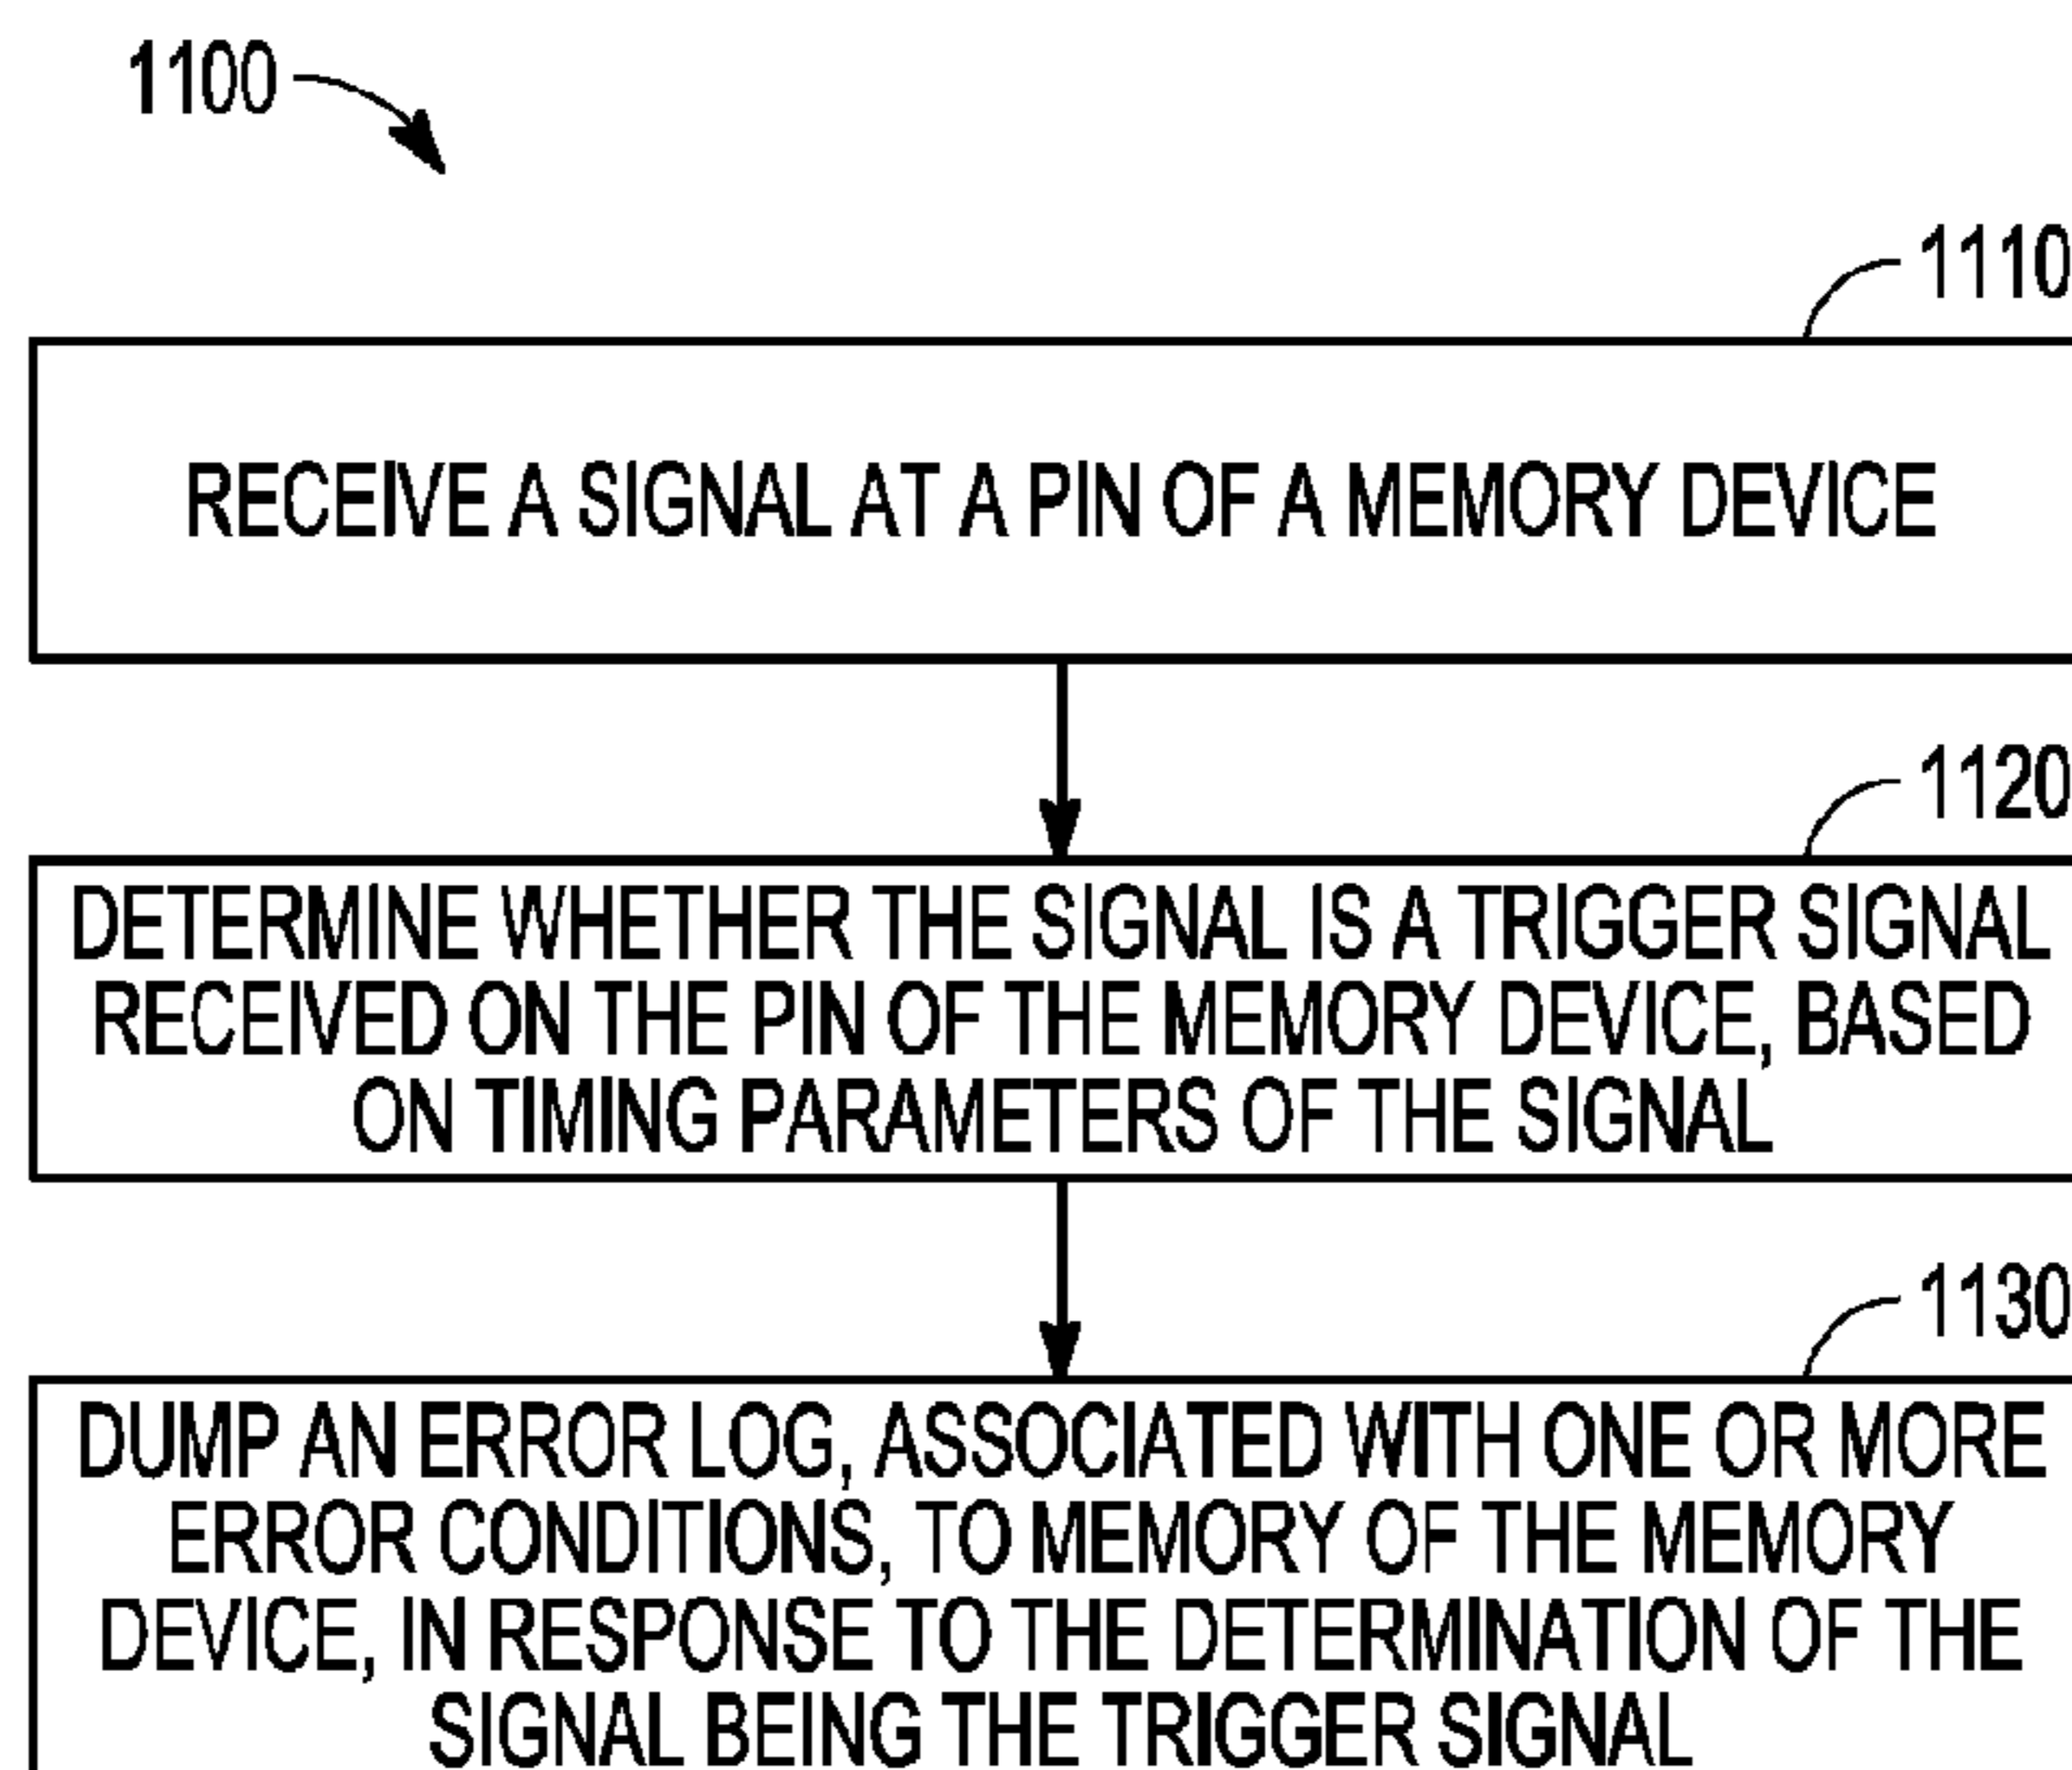 1100
1110
RECEIVE A SIGNAL AT A PIN OF A MEMORY DEVICE
1120
DETERMINE WHETHER THE SIGNAL IS A TRIGGER SIGNAL
RECEIVED ON THE PIN OF THE MEMORY DEVICE, BASED
ON TIMING PARAMETERS OF THE SIGNAL
1130
DUMP AN ERROR LOG, ASSOCIATED WITH ONE OR MORE
ERROR CONDITIONS, TO MEMORY OF THE MEMORY
DEVICE, IN RESPONSE TO THE DETERMINATION OF THE
SIGNAL BEING THE TRIGGER SIGNAL